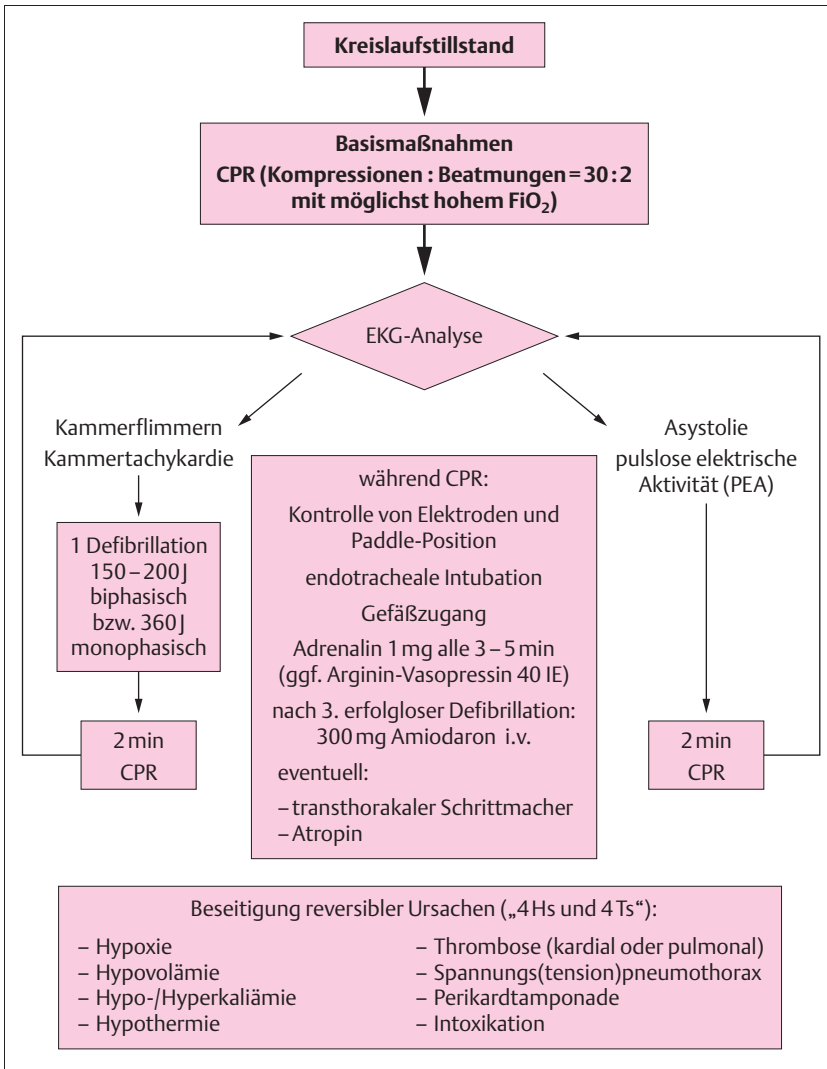 Kreislaufstillstand
Basismaßnahmen
CPR (Kompressionen : Beatmungen = 30 : 2
mit möglichst hohem FiO₂)
EKG-Analyse
Kammerflimmern
Kammertachykardie
1 Defibrillation
150 – 200 J
biphasisch
bzw. 360 J
monophasisch
2 min
CPR
während CPR:
Kontrolle von Elektroden und
Paddle-Position
endotracheale Intubation
Gefäßzugang
Adrenalin 1 mg alle 3 – 5 min
(ggf. Arginin-Vasopressin 40 IE)
nach 3. erfolgloser Defibrillation:
300 mg Amiodaron i.v.
eventuell:
– transthorakaler Schrittmacher
– Atropin
Asystolie
pulslose elektrische
Aktivität (PEA)
2 min
CPR
Beseitigung reversibler Ursachen („4 Hs und 4 Ts“):
– Hypoxie
– Hypovolämie
– Hypo-/Hyperkaliämie
– Hypothermie
– Thrombose (kardial oder pulmonal)
– Spannungs(tension)pneumothorax
– Perikardtamponade
– Intoxikation